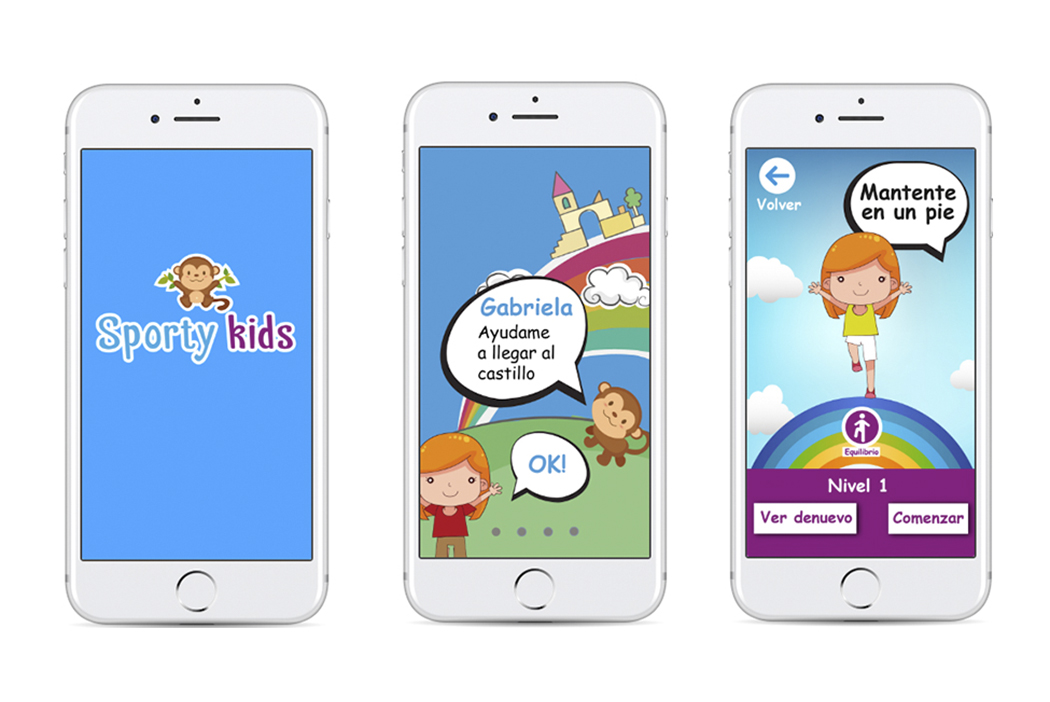 Sporty kids
Gabriela
Ayudame
a llegar al
castillo
OK!
Volver
Mantente
en un pie
Equilibrio
Nivel 1
Ver denuevo
Comenzar